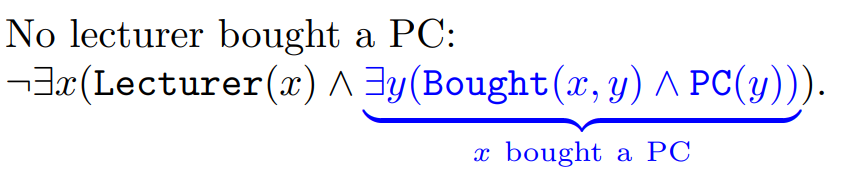 No lecturer bought a PC:
¬∃x(Lecturer(x) ∧ ∃y(Bought(x, y) ∧ PC(y))).
x bought a PC